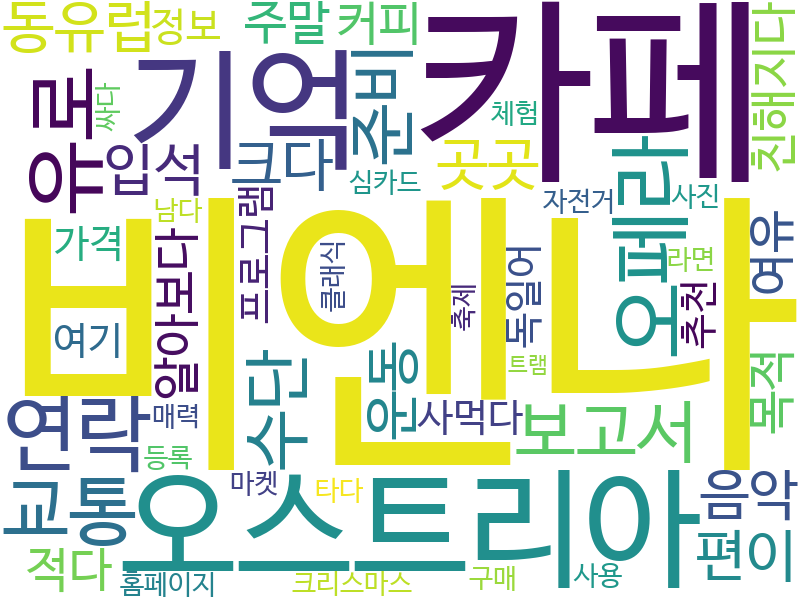 동유럽
정보
주말
커피
카페
친해지다
기억
준비
유로
싸다
체험
입석
크다
곳곳
심카드
오페라
자전거
사진
남다
프로그램
가격
비엔나
클래식
알아보다
독일어
축제
라면
추천
여유
여기
트램
운동
수단
목적
연락
매력
사먹다
보고서
등록
교통
오스트리아
마켓
타다
음악
편이
적다
홈페이지
크리스마스
구매
사용